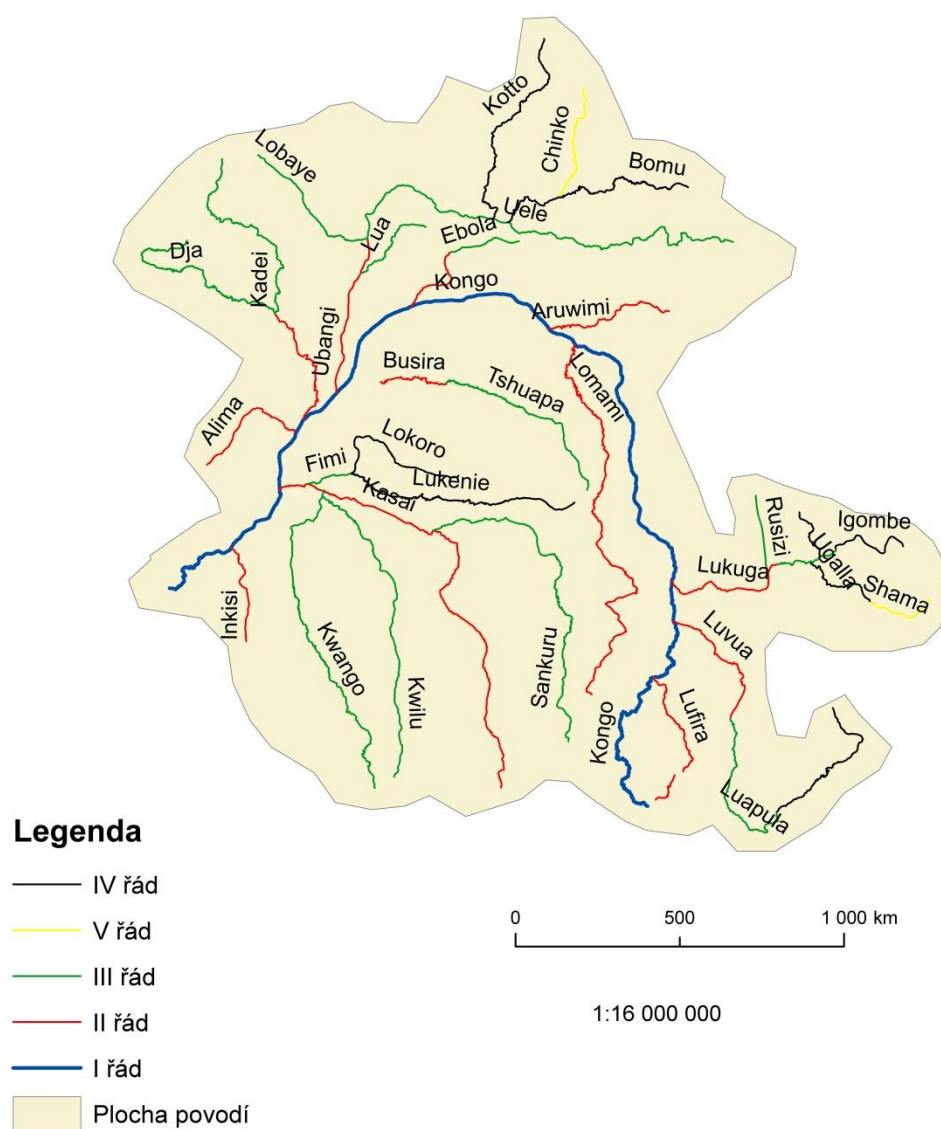 Kotto
Chinko
Bomu
Lobaye
Uele
Ebola
Lua
Dja
Kadei
Kongo
Aruwimi
Ubangi
Busira
Tshuapa
Lomami
Alima
Lokoro
Fimi
Lukenie
Kasai
Rusizi
Igombe
Ugalla
Shama
Lukuga
Inkisi
Luvua
Kwango
Kwilu
Sankuru
Kongo
Lufira
Luapula
Legenda
IV řád
V řád
III řád
II řád
I řád
Plocha povodí
0 500 1 000 km
1:16 000 000